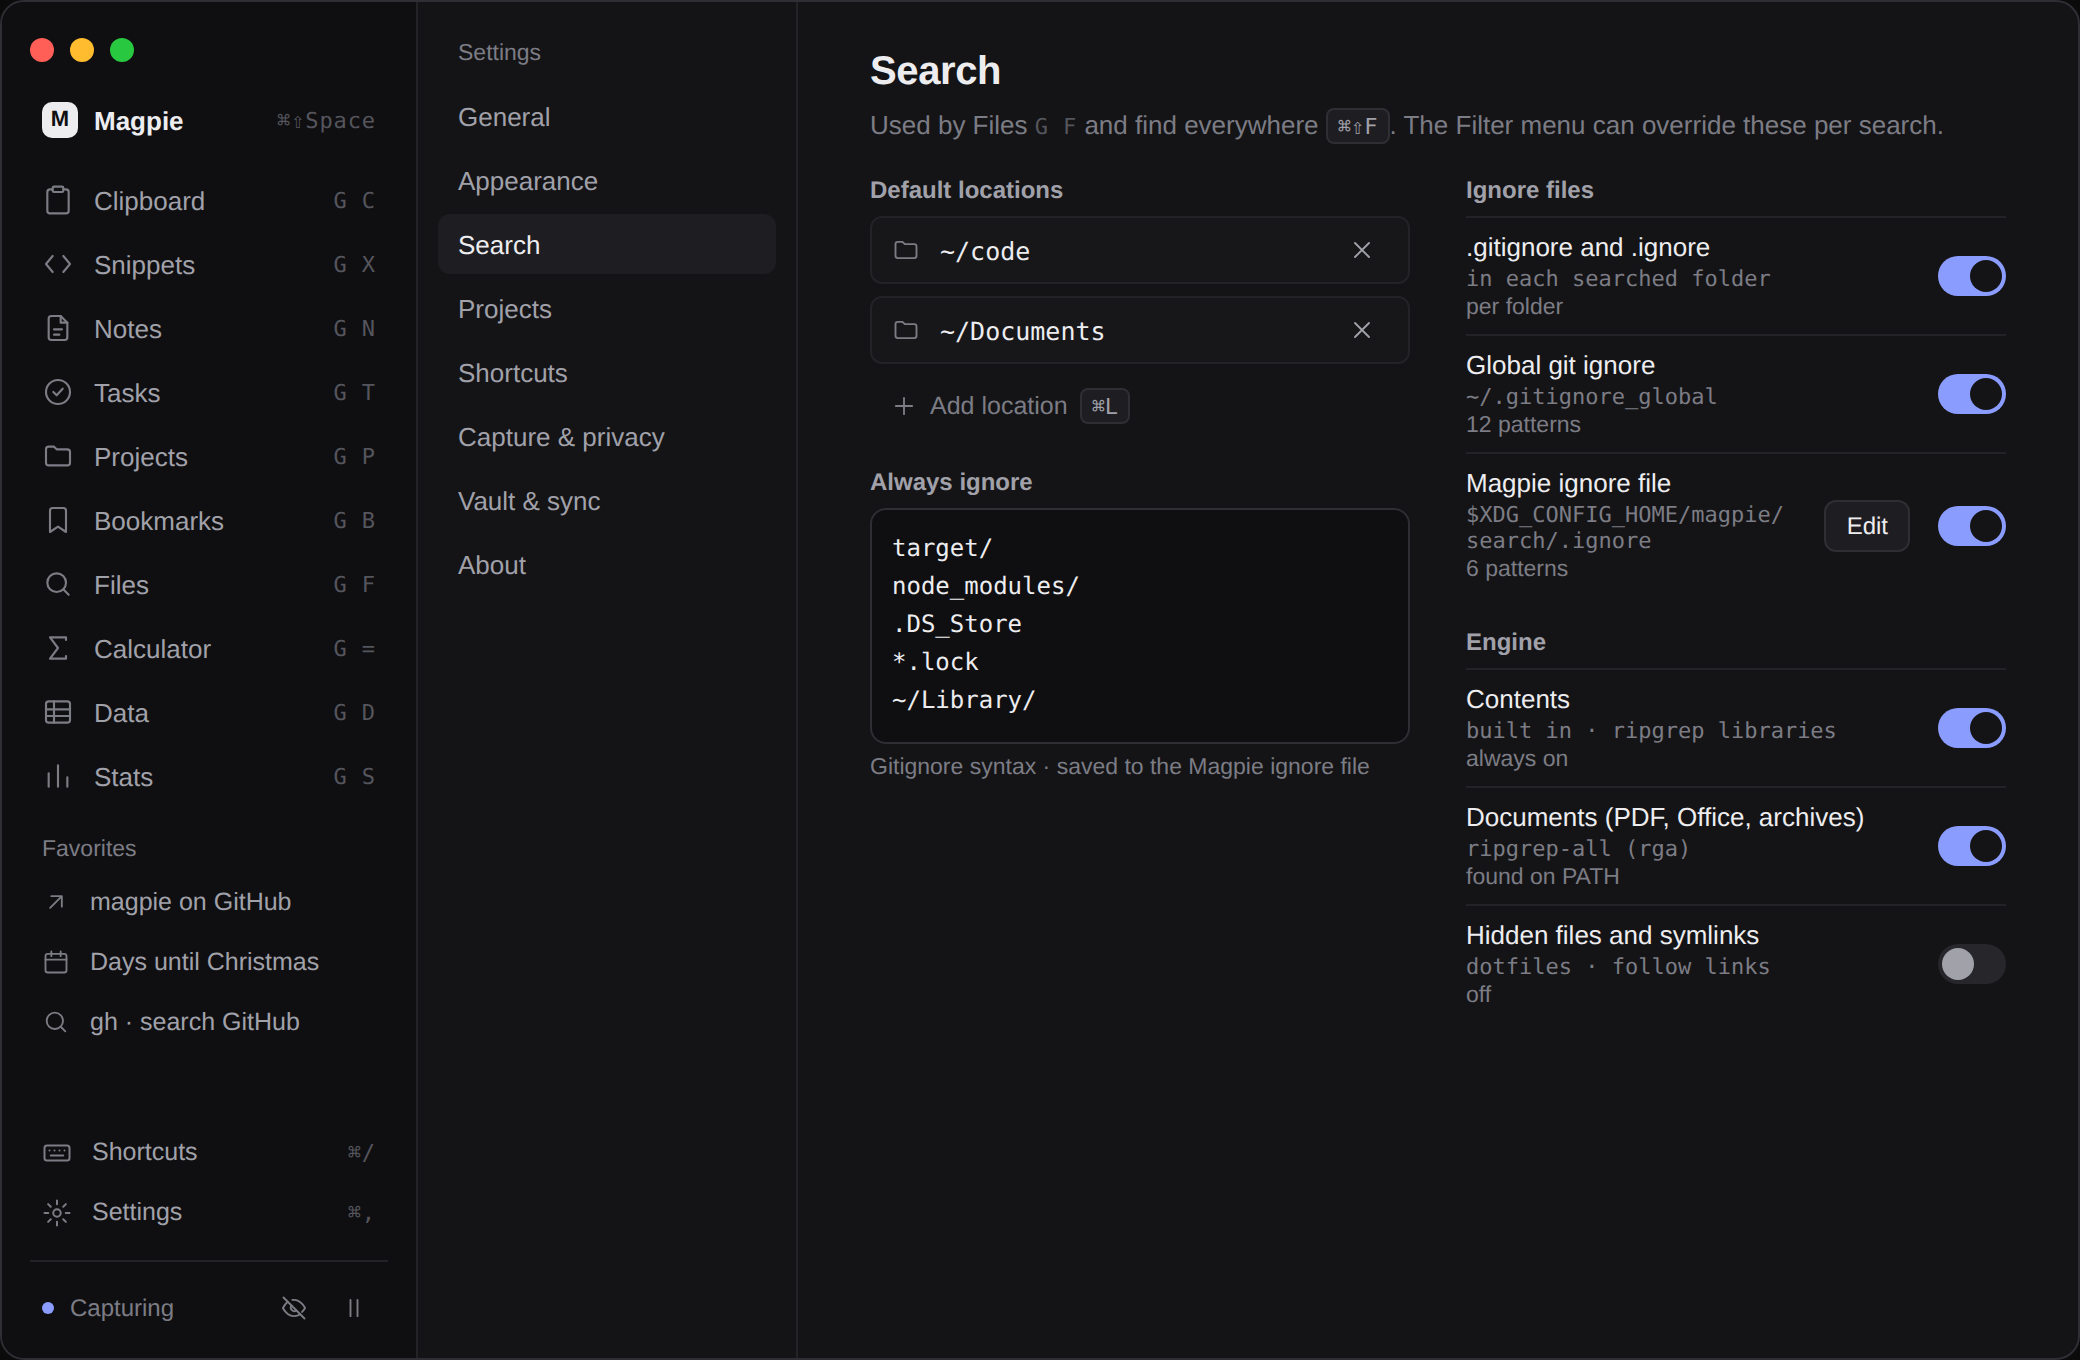 M Magpie ⌘⇧Space
Clipboard G C
Snippets G X
Notes G N
Tasks G T
Projects G P
Bookmarks G B
Files G F
Calculator G =
Data G D
Stats G S
Favorites
magpie on GitHub
Days until Christmas
gh · search GitHub
Shortcuts ⌘/
Settings ⌘,
Capturing
Settings
General
Appearance
Search
Projects
Shortcuts
Capture & privacy
Vault & sync
About
Search
Used by Files G F and find everywhere ⌘⇧F. The Filter menu can override these per search.
Default locations
~/code
~/Documents
Add location ⌘L
Always ignore
target/
node_modules/
.DS_Store
*.lock
~/Library/
Gitignore syntax · saved to the Magpie ignore file
Ignore files
.gitignore and .ignore
in each searched folder
per folder
Global git ignore
~/.gitignore_global
12 patterns
Magpie ignore file
$XDG_CONFIG_HOME/magpie/
search/.ignore
6 patterns
Edit
Engine
Contents
built in · ripgrep libraries
always on
Documents (PDF, Office, archives)
ripgrep-all (rga)
found on PATH
Hidden files and symlinks
dotfiles · follow links
off